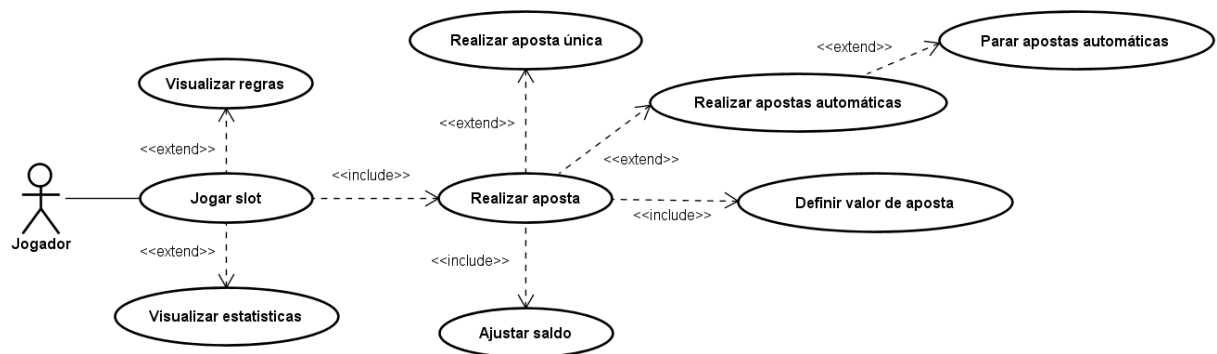 Realizar aposta única
<<extend>>
Parar apostas automáticas
Visualizar regras
Realizar apostas automáticas
<<extend>>
<<extend>>
<<extend>>
<<include>>
Jogar slot
Realizar aposta
Definir valor de aposta
<<include>>
Jogador
<<extend>>
<<include>>
Visualizar estatisticas
Ajustar saldo